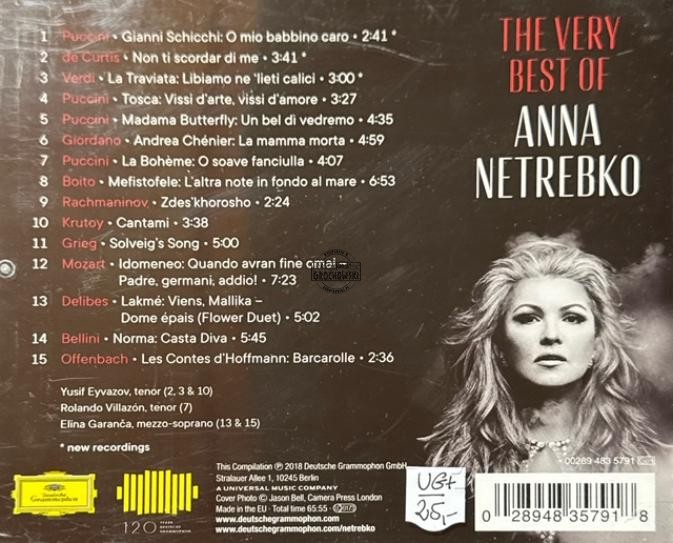 1 Puccini • Gianni Schicchi: O mio babbino caro • 2:41 *
2 de Curtis • Non ti scordar di me • 3:41 *
3 Verdi • La Traviata: Libiamo ne 'lieti calici • 3:00 *
4 Puccini • Tosca: Vissi d'arte, vissi d'amore • 3:27
5 Puccini • Madama Butterfly: Un bel dì vedremo • 4:35
6 Giordano • Andrea Chénier: La mamma morta • 4:59
7 Puccini • La Bohème: O soave fanciulla • 4:07
8 Boito • Mefistofele: L'altra note in fondo al mare • 6:53
9 Rachmaninov • Zdes'khorosho • 2:24
10 Krutoy • Cantami • 3:38
11 Grieg • Solveig's Song • 5:00
12 Mozart • Idomeneo: Quando avran fine omai –
Padre, germani, addio! • 7:23
13 Delibes • Lakmé: Viens, Mallika –
Dome épais (Flower Duet) • 5:02
14 Bellini • Norma: Casta Diva • 5:45
15 Offenbach • Les Contes d'Hoffmann: Barcarolle • 2:36
Yusif Eyvazov, tenor (2, 3 & 10)
Rolando Villazón, tenor (7)
Elina Garanča, mezzo-soprano (13 & 15)
* new recordings
THE VERY
BEST OF
ANNA
NETREBKO
GROCHOWSKI
Deutsche
Grammophon
120 YEARS
DEUTSCHE
GRAMMOPHON
This Compilation ℗ 2018 Deutsche Grammophon GmbH
Stralauer Allee 1, 10245 Berlin
A UNIVERSAL MUSIC COMPANY
Cover Photo © Jason Bell, Camera Press London
Made in the EU · Total time 65:55
www.deutschegrammophon.com
www.deutschegrammophon.com/netrebko
VG+
25,-
00289 483 5791
0 28948 35791 8